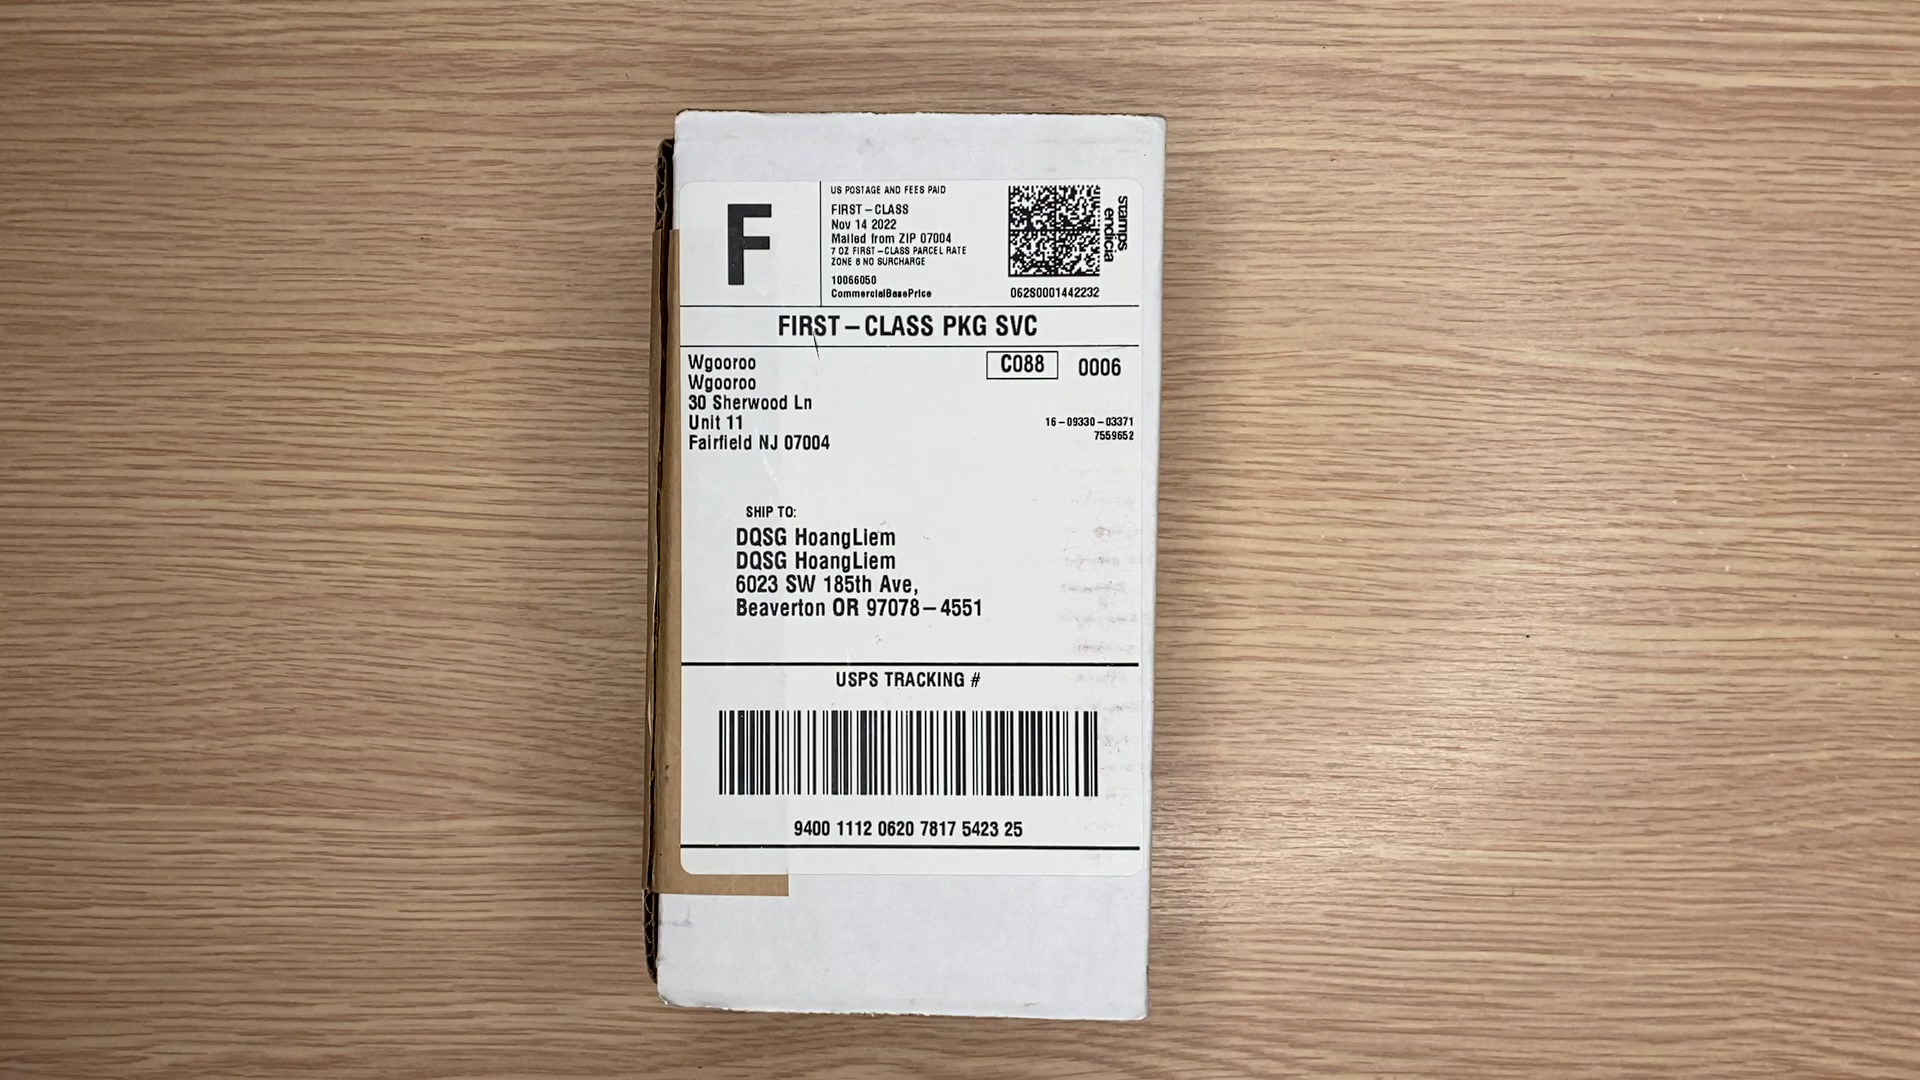 F
US POSTAGE AND FEES PAID
FIRST-CLASS
Nov 14 2022
Mailed from ZIP 07004
7 OZ FIRST-CLASS PARCEL RATE
ZONE 8 NO SURCHARGE
10066050
CommercialBasePrice
stamps
endicia
062S0001442232
FIRST-CLASS PKG SVC
Wgooroo
Wgooroo
30 Sherwood Ln
Unit 11
Fairfield NJ 07004
C088 0006
16-09330-03371
7559652
SHIP TO:
DQSG HoangLiem
DQSG HoangLiem
6023 SW 185th Ave,
Beaverton OR 97078-4551
USPS TRACKING #
9400 1112 0620 7817 5423 25